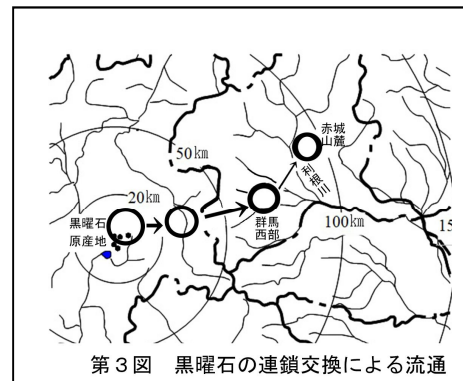 赤城
山麓
50km
利根川
20km
黒曜石
原産地
群馬
西部
100km
15
第3図 黒曜石の連鎖交換による流通